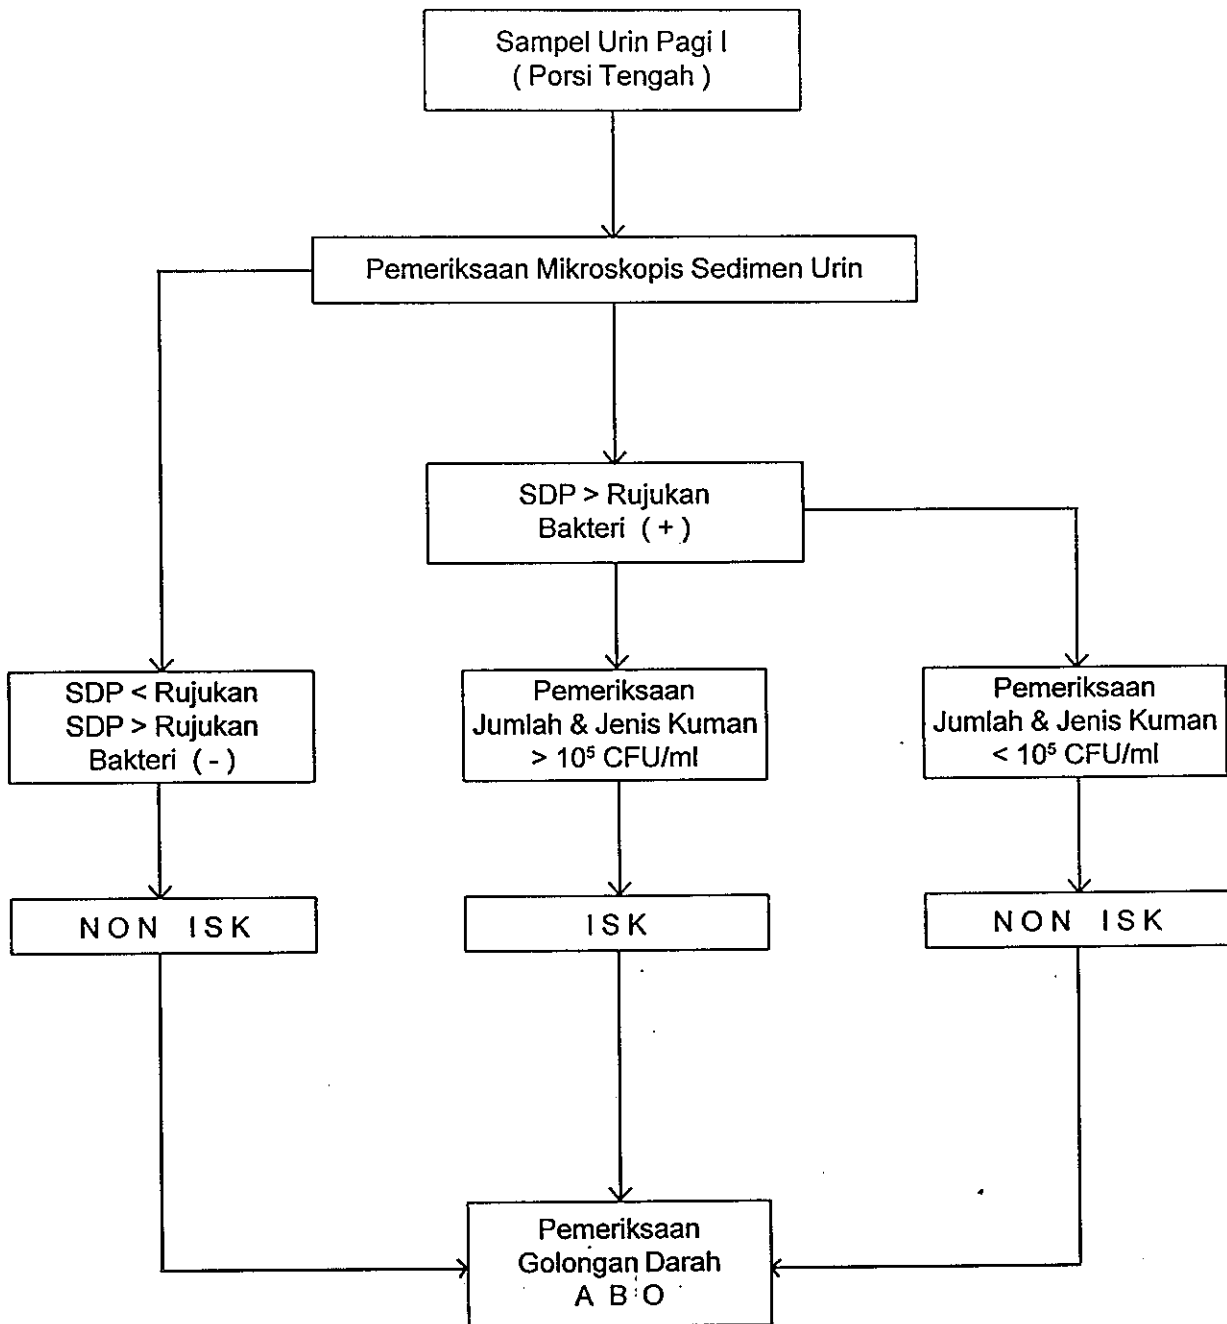 Sampel Urin Pagi I
( Porsi Tengah )
Pemeriksaan Mikroskopis Sedimen Urin
SDP > Rujukan
Bakteri ( + )
SDP < Rujukan
SDP > Rujukan
Bakteri ( - )
Pemeriksaan
Jumlah & Jenis Kuman
> 10⁵ CFU/ml
Pemeriksaan
Jumlah & Jenis Kuman
< 10⁵ CFU/ml
NON ISK
ISK
NON ISK
Pemeriksaan
Golongan Darah
A B O